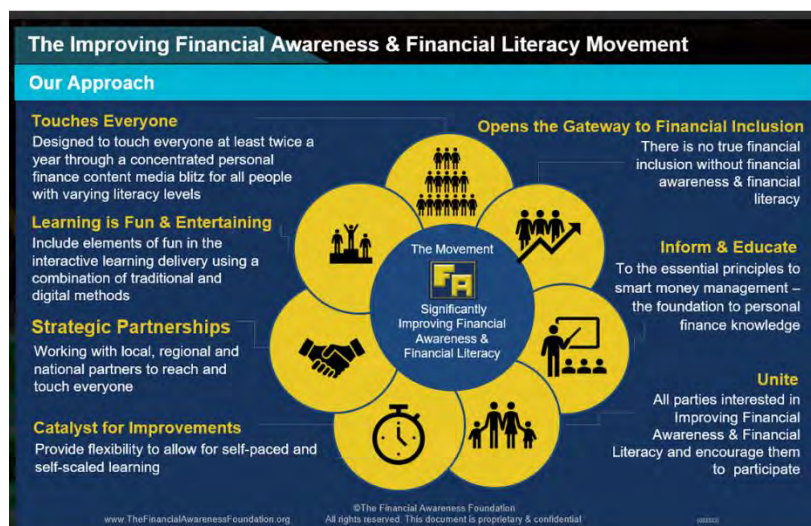 The Improving Financial Awareness & Financial Literacy Movement
Our Approach
Touches Everyone
Designed to touch everyone at least twice a
year through a concentrated personal
finance content media blitz for all people
with varying literacy levels
Learning is Fun & Entertaining
Include elements of fun in the
interactive learning delivery using a
combination of traditional and
digital methods
Strategic Partnerships
Working with local, regional and
national partners to reach and
touch everyone
Catalyst for Improvements
Provide flexibility to allow for self-paced and
self-scaled learning
The Movement
FA
Significantly
Improving Financial
Awareness &
Financial Literacy
Opens the Gateway to Financial Inclusion
There is no true financial
inclusion without financial
awareness & financial
literacy
Inform & Educate
To the essential principles to
smart money management –
the foundation to personal
finance knowledge
Unite
All parties interested in
Improving Financial
Awareness & Financial
Literacy and encourage them
to participate
www.TheFinancialAwarenessFoundation.org
©The Financial Awareness Foundation
All rights reserved. This document is proprietary & confidential